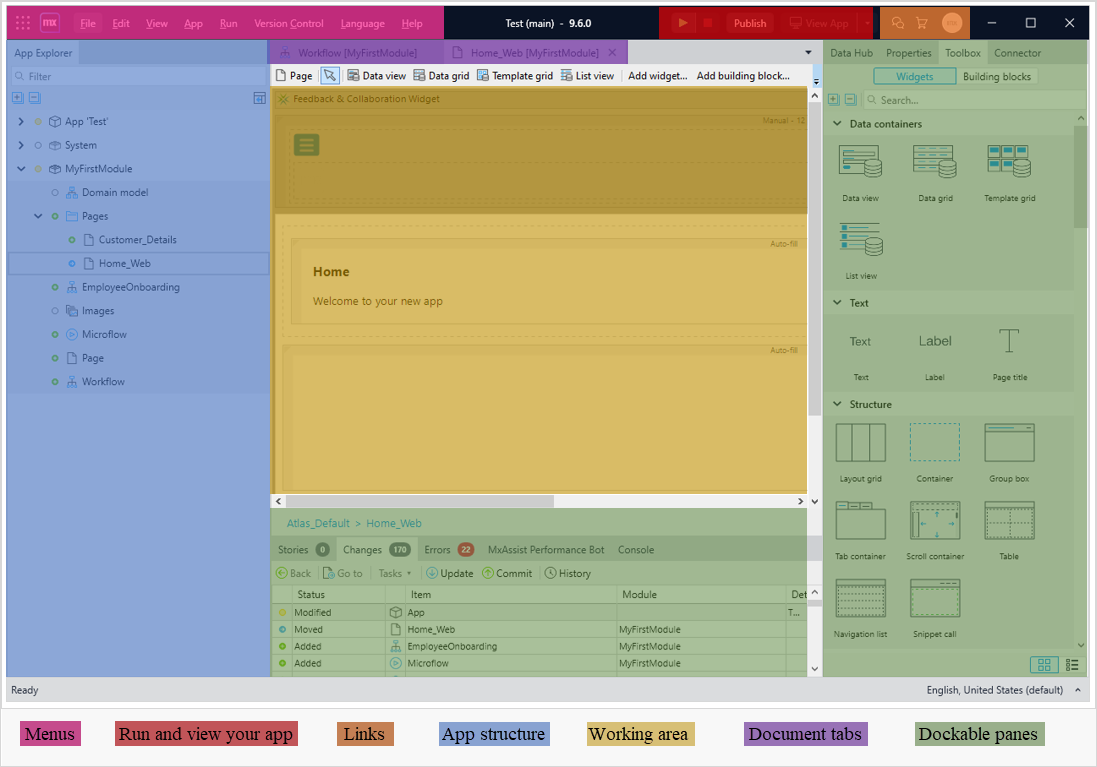 mx File Edit View App Run Version Control Language Help Test (main) - 9.6.0 Publish View App
App Explorer
Filter
App 'Test'
System
MyFirstModule
Domain model
Pages
Customer_Details
Home_Web
EmployeeOnboarding
Images
Microflow
Page
Workflow
Workflow [MyFirstModule] Home_Web [MyFirstModule]
Page Data view Data grid Template grid List view Add widget... Add building block...
Feedback & Collaboration Widget
Manual - 12
Auto-fill
Home
Welcome to your new app
Auto-fill
Atlas_Default > Home_Web
Stories 0 Changes 170 Errors 22 MxAssist Performance Bot Console
Back Go to Tasks Update Commit History
Status Item Module Det
Modified App T...
Moved Home_Web MyFirstModule
Added EmployeeOnboarding MyFirstModule
Added Microflow MyFirstModule
Data Hub Properties Toolbox Connector
Widgets Building blocks
Search...
Data containers
Data view Data grid Template grid
List view
Text
Text Label T
Text Label Page title
Structure
Layout grid Container Group box
Tab container Scroll container Table
Navigation list Snippet call
Ready English, United States (default)
Menus Run and view your app Links App structure Working area Document tabs Dockable panes